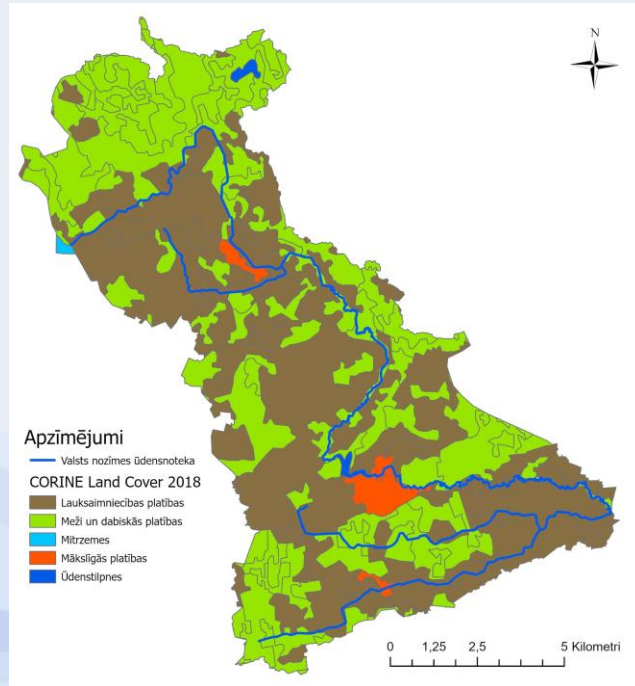 N
Apzīmējumi
Valsts nozīmes ūdensnoteka
CORINE Land Cover 2018
Lauksaimniecības platības
Meži un dabiskās platības
Mitrzemes
Mākslīgās platības
Ūdenstilpnes
0 1,25 2,5 5 Kilometri